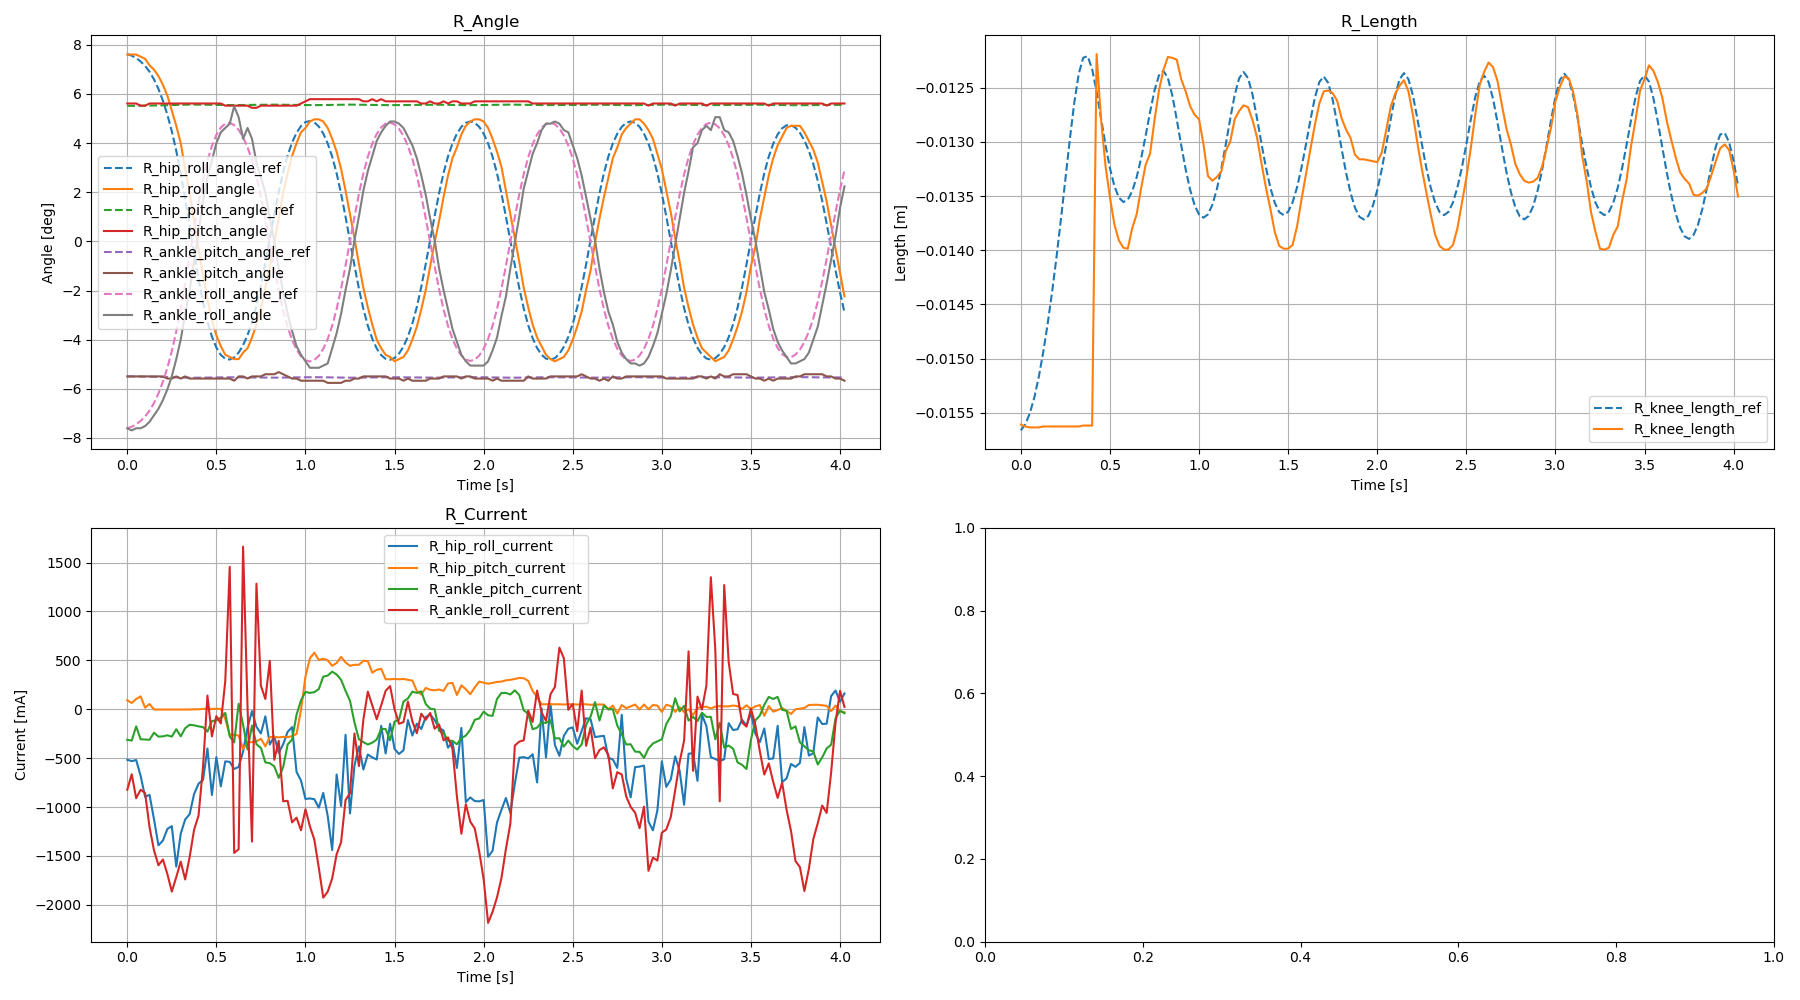 R_Angle
Angle [deg]
8
6
4
2
0
−2
−4
−6
−8
R_hip_roll_angle_ref
R_hip_roll_angle
R_hip_pitch_angle_ref
R_hip_pitch_angle
R_ankle_pitch_angle_ref
R_ankle_pitch_angle
R_ankle_roll_angle_ref
R_ankle_roll_angle
0.0 0.5 1.0 1.5 2.0 2.5 3.0 3.5 4.0
Time [s]
R_Length
Length [m]
−0.0125
−0.0130
−0.0135
−0.0140
−0.0145
−0.0150
−0.0155
R_knee_length_ref
R_knee_length
0.0 0.5 1.0 1.5 2.0 2.5 3.0 3.5 4.0
Time [s]
R_Current
Current [mA]
1500
1000
500
0
−500
−1000
−1500
−2000
R_hip_roll_current
R_hip_pitch_current
R_ankle_pitch_current
R_ankle_roll_current
0.0 0.5 1.0 1.5 2.0 2.5 3.0 3.5 4.0
Time [s]
1.0
0.8
0.6
0.4
0.2
0.0
0.0 0.2 0.4 0.6 0.8 1.0